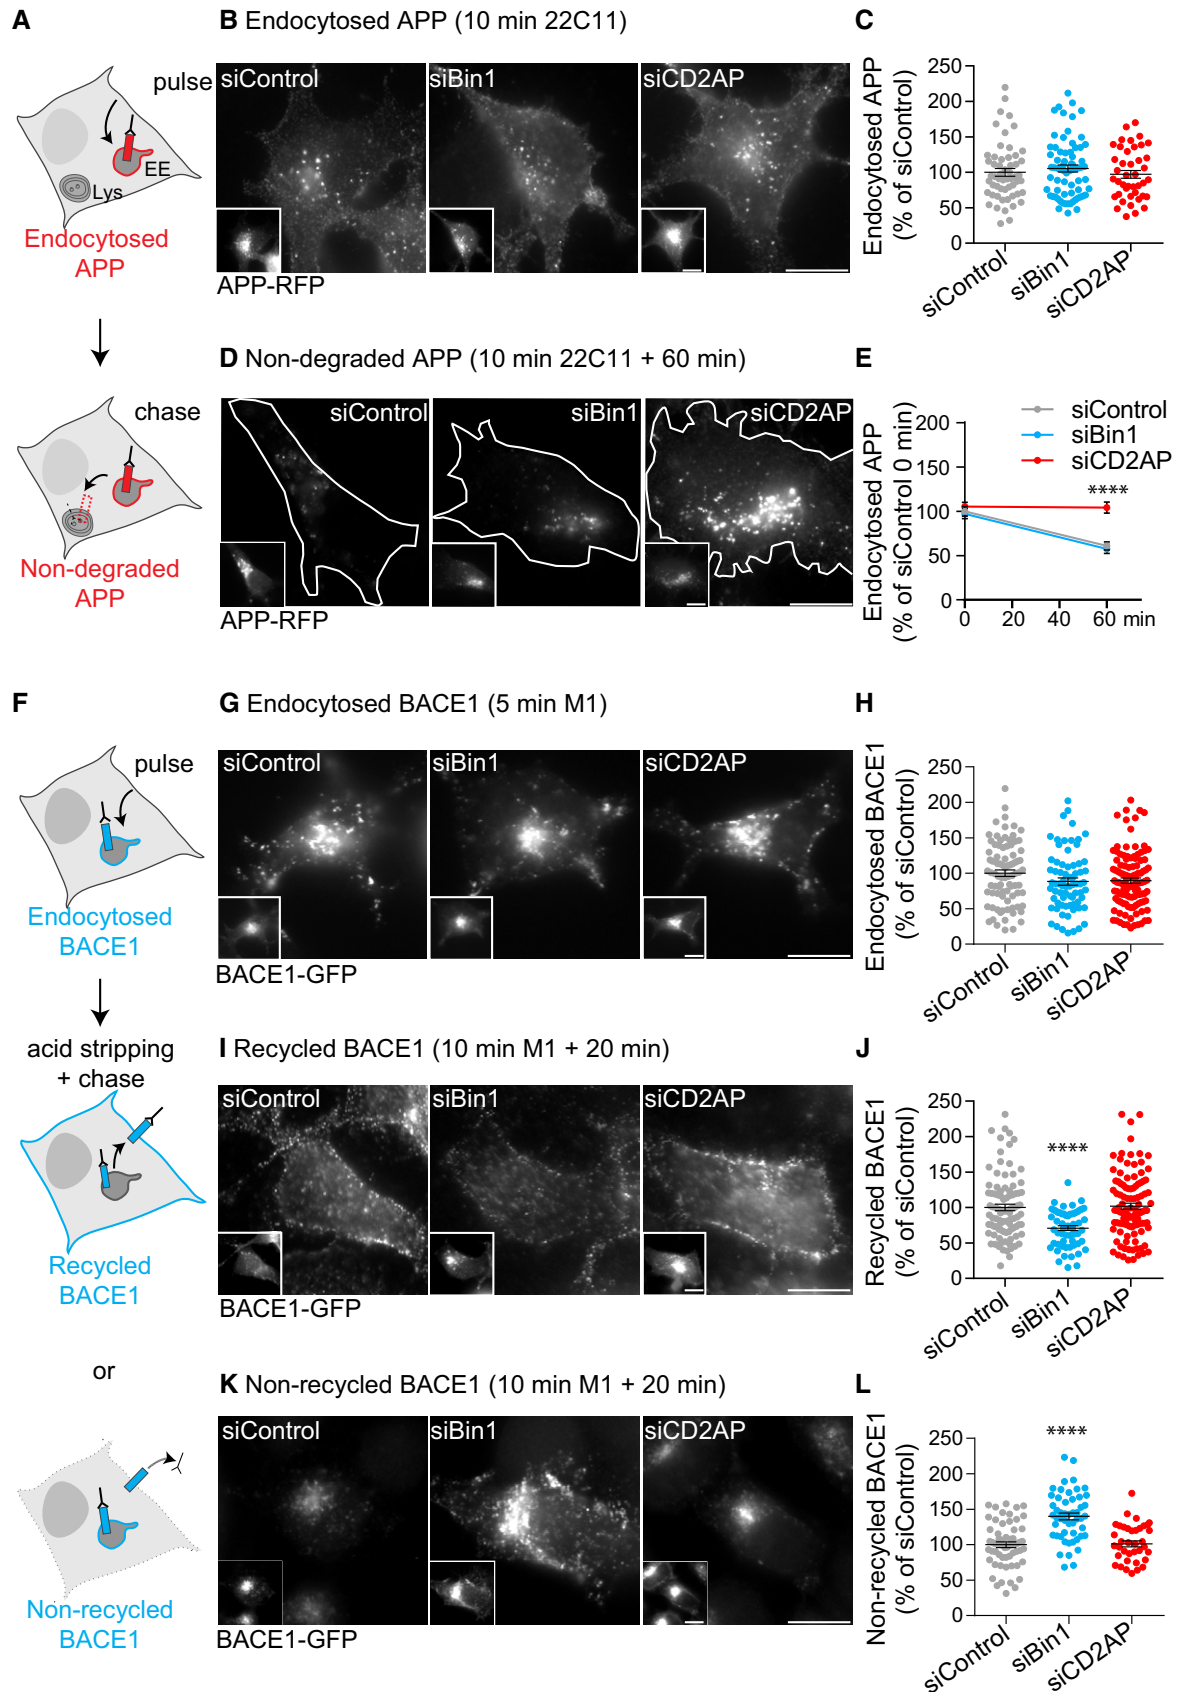 A
pulse
EE
Lys
Endocytosed
APP
B Endocytosed APP (10 min 22C11)
siControl
siBin1
siCD2AP
APP-RFP
C
Endocytosed APP
(% of siControl)
250
200
150
100
50
0
siControl
siBin1
siCD2AP
chase
Non-degraded
APP
D Non-degraded APP (10 min 22C11 + 60 min)
siControl
siBin1
siCD2AP
APP-RFP
E
Endocytosed APP
(% of siControl 0 min)
siControl
siBin1
siCD2AP
****
200
150
100
50
0
0 20 40 60 min
F
pulse
Endocytosed
BACE1
G Endocytosed BACE1 (5 min M1)
siControl
siBin1
siCD2AP
BACE1-GFP
H
Endocytosed BACE1
(% of siControl)
250
200
150
100
50
0
siControl
siBin1
siCD2AP
acid stripping
+ chase
Recycled
BACE1
I Recycled BACE1 (10 min M1 + 20 min)
siControl
siBin1
siCD2AP
BACE1-GFP
J
Recycled BACE1
(% of siControl)
250
200
150
100
50
0
****
siControl
siBin1
siCD2AP
or
Non-recycled
BACE1
K Non-recycled BACE1 (10 min M1 + 20 min)
siControl
siBin1
siCD2AP
BACE1-GFP
L
Non-recycled BACE1
(% of siControl)
250
200
150
100
50
0
****
siControl
siBin1
siCD2AP